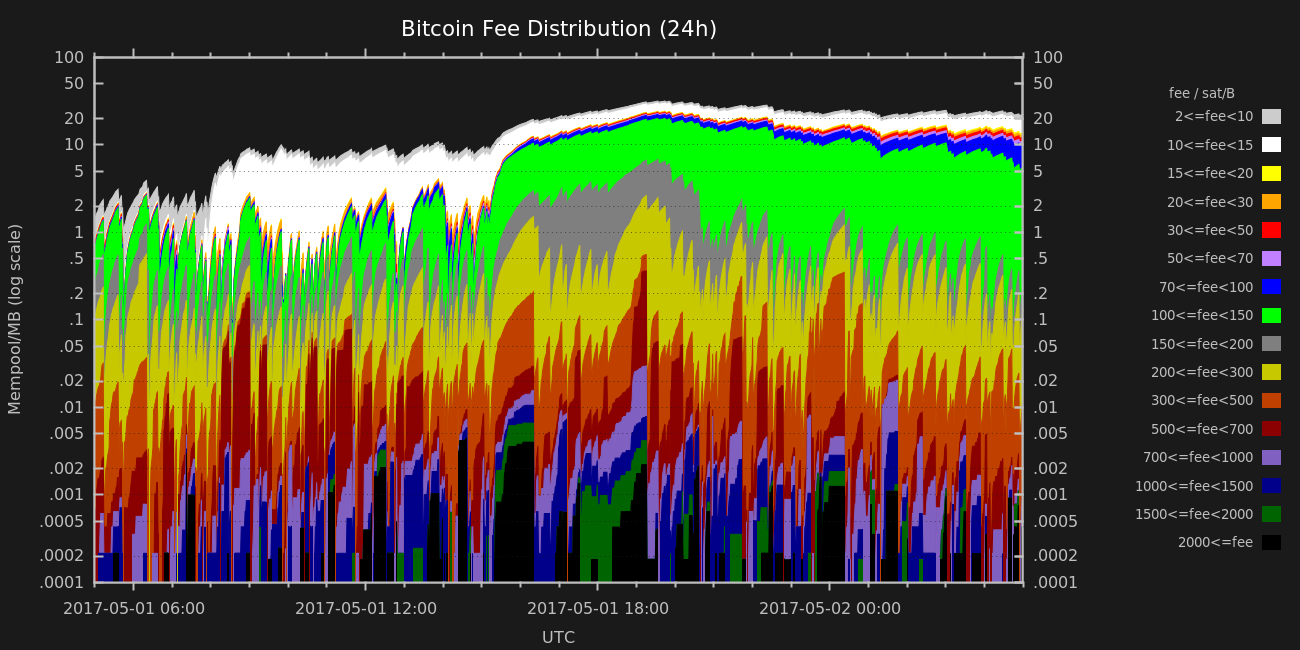 Bitcoin Fee Distribution (24h)
Mempool/MB (log scale)
100
50
20
10
5
2
1
.5
.2
.1
.05
.02
.01
.005
.002
.001
.0005
.0002
.0001
100
50
20
10
5
2
1
.5
.2
.1
.05
.02
.01
.005
.002
.001
.0005
.0002
.0001
2017-05-01 06:00
2017-05-01 12:00
2017-05-01 18:00
2017-05-02 00:00
UTC
fee / sat/B
2<=fee<10
10<=fee<15
15<=fee<20
20<=fee<30
30<=fee<50
50<=fee<70
70<=fee<100
100<=fee<150
150<=fee<200
200<=fee<300
300<=fee<500
500<=fee<700
700<=fee<1000
1000<=fee<1500
1500<=fee<2000
2000<=fee